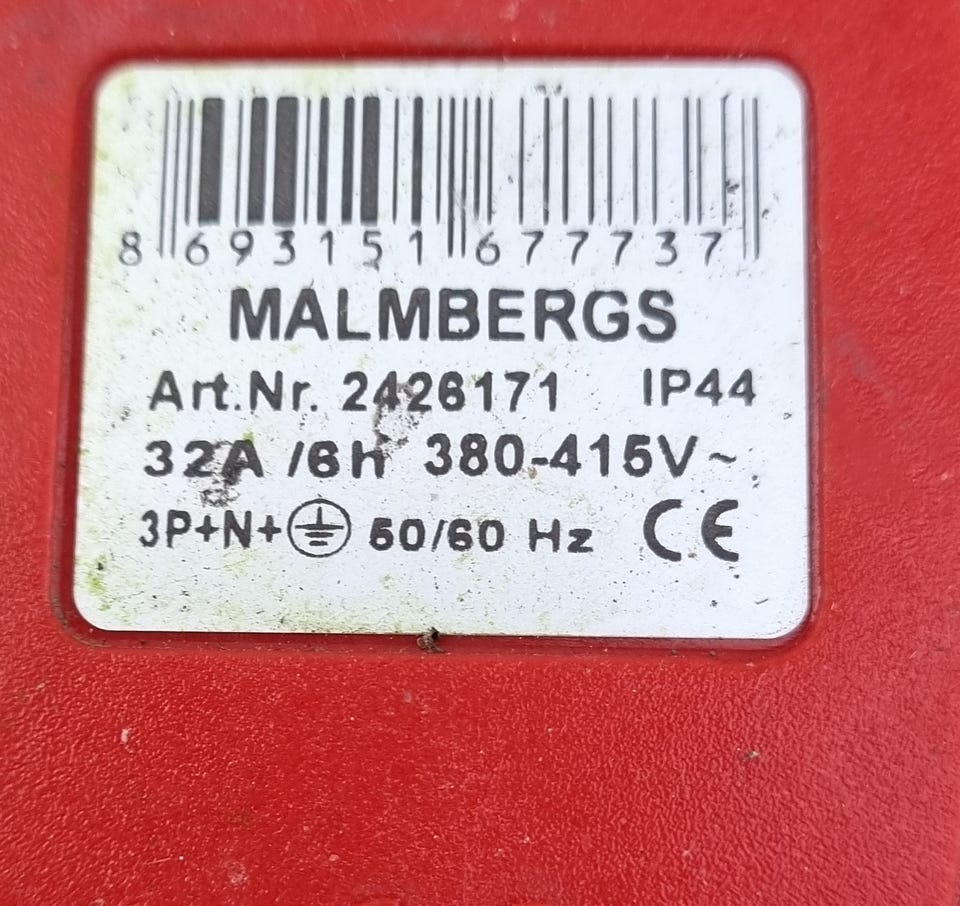 8 693151 677737
MALMBERGS
Art.Nr. 2426171 IP44
32A /6h 380-415V~
3P+N+⏚ 50/60 Hz CE